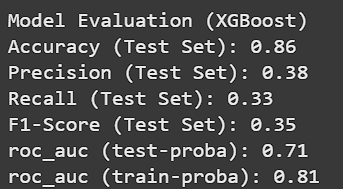 Model Evaluation (XGBoost)
Accuracy (Test Set): 0.86
Precision (Test Set): 0.38
Recall (Test Set): 0.33
F1-Score (Test Set): 0.35
roc_auc (test-proba): 0.71
roc_auc (train-proba): 0.81